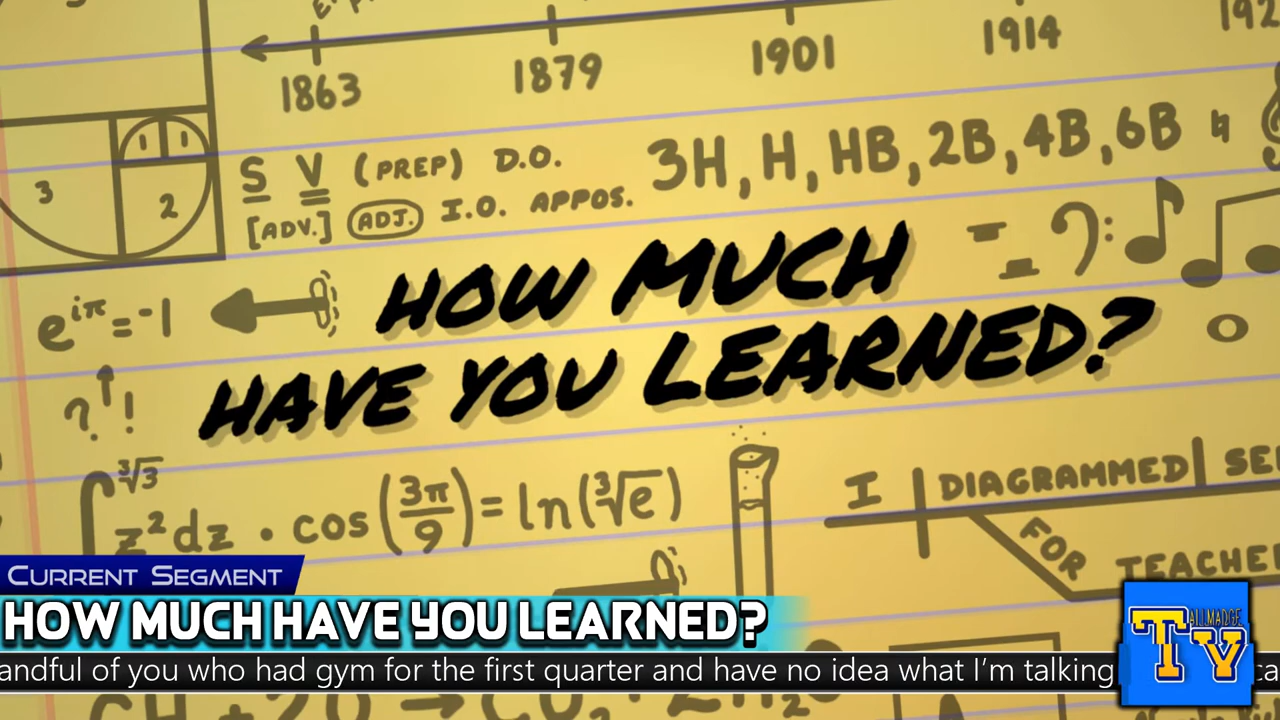 1863 1879 1901 1914 192
3 1 1 2
S V (PREP) D.O.
[ADV.] ADJ. I.O. APPOS.
3H, H, HB, 2B, 4B, 6B
e^{iπ}=-1
HOW MUCH
HAVE YOU LEARNED?
?!
∫^{∛3} z²dz · cos(3π/9) = ln(∛e)
I DIAGRAMMED SE
FOR
TEACHE
CURRENT SEGMENT
HOW MUCH HAVE YOU LEARNED?
andful of you who had gym for the first quarter and have no idea what I'm talking
TALLMADGE
TV
ca